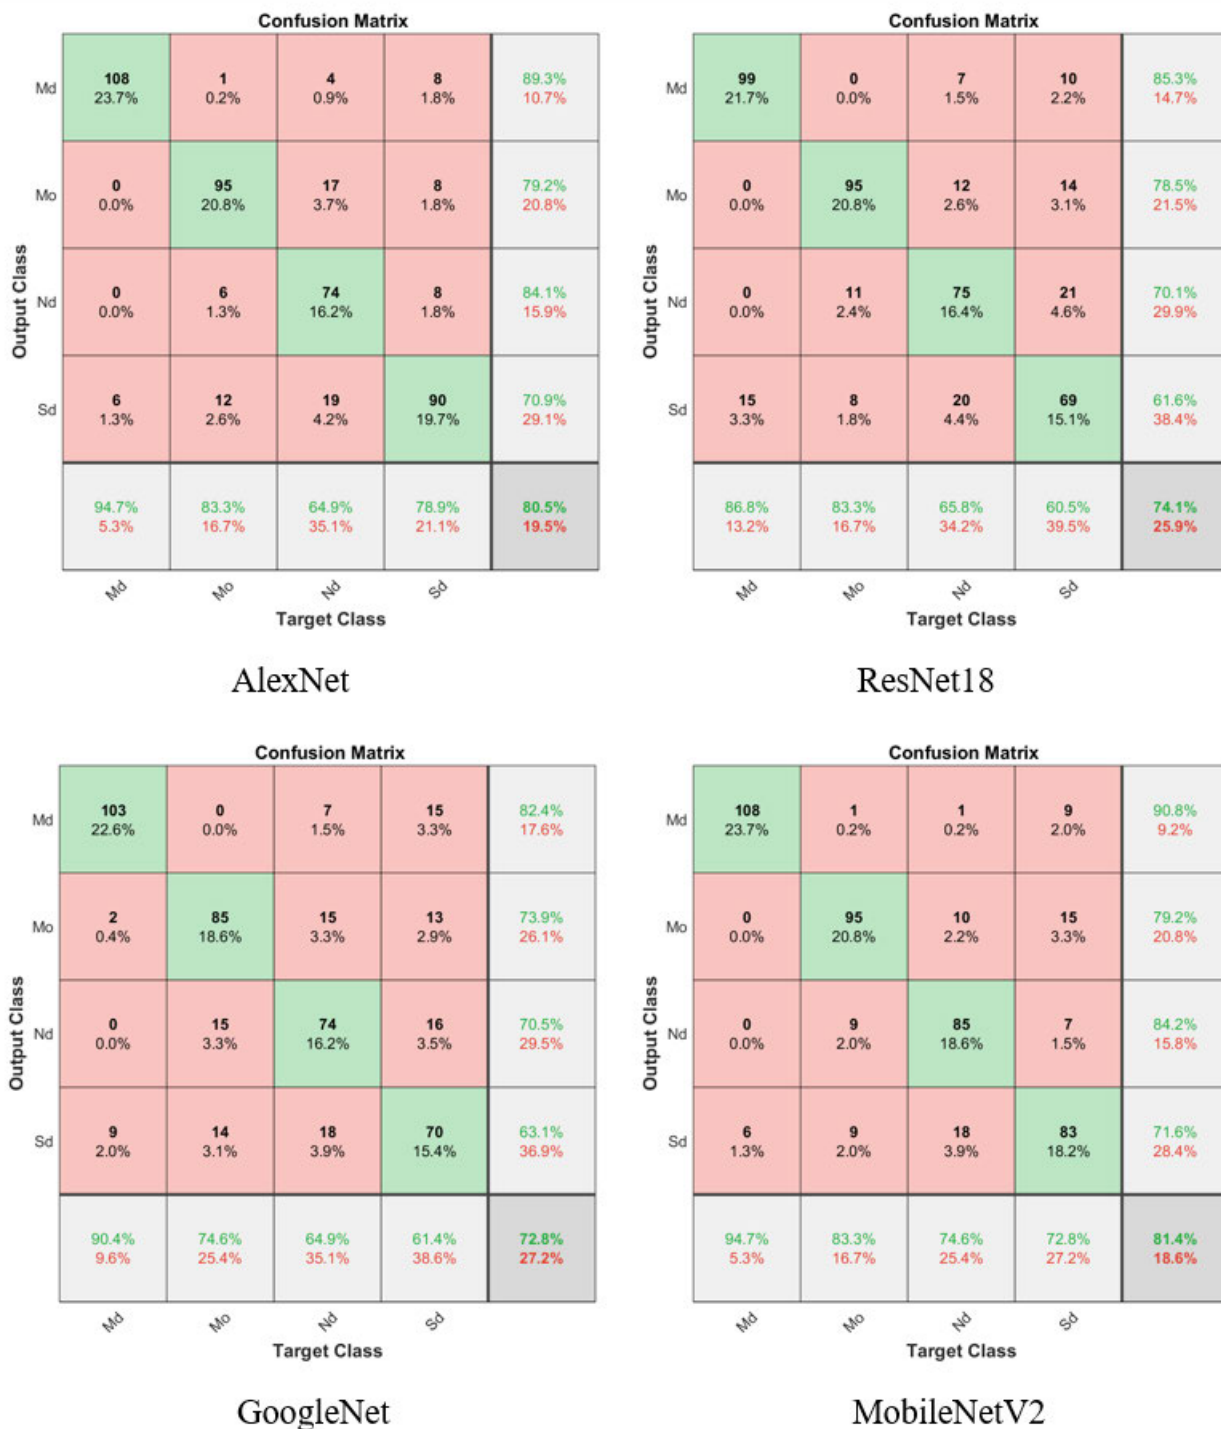 Confusion Matrix
Md 108 1 4 8 89.3%
23.7% 0.2% 0.9% 1.8% 10.7%
Mo 0 95 17 8 79.2%
0.0% 20.8% 3.7% 1.8% 20.8%
Nd 0 6 74 8 84.1%
0.0% 1.3% 16.2% 1.8% 15.9%
Sd 6 12 19 90 70.9%
1.3% 2.6% 4.2% 19.7% 29.1%
94.7% 83.3% 64.9% 78.9% 80.5%
5.3% 16.7% 35.1% 21.1% 19.5%
Md Mo Nd Sd
Output Class
Target Class
AlexNet
Confusion Matrix
Md 99 0 7 10 85.3%
21.7% 0.0% 1.5% 2.2% 14.7%
Mo 0 95 12 14 78.5%
0.0% 20.8% 2.6% 3.1% 21.5%
Nd 0 11 75 21 70.1%
0.0% 2.4% 16.4% 4.6% 29.9%
Sd 15 8 20 69 61.6%
3.3% 1.8% 4.4% 15.1% 38.4%
86.8% 83.3% 65.8% 60.5% 74.1%
13.2% 16.7% 34.2% 39.5% 25.9%
Md Mo Nd Sd
Output Class
Target Class
ResNet18
Confusion Matrix
Md 103 0 7 15 82.4%
22.6% 0.0% 1.5% 3.3% 17.6%
Mo 2 85 15 13 73.9%
0.4% 18.6% 3.3% 2.9% 26.1%
Nd 0 15 74 16 70.5%
0.0% 3.3% 16.2% 3.5% 29.5%
Sd 9 14 18 70 63.1%
2.0% 3.1% 3.9% 15.4% 36.9%
90.4% 74.6% 64.9% 61.4% 72.8%
9.6% 25.4% 35.1% 38.6% 27.2%
Md Mo Nd Sd
Output Class
Target Class
GoogleNet
Confusion Matrix
Md 108 1 1 9 90.8%
23.7% 0.2% 0.2% 2.0% 9.2%
Mo 0 95 10 15 79.2%
0.0% 20.8% 2.2% 3.3% 20.8%
Nd 0 9 85 7 84.2%
0.0% 2.0% 18.6% 1.5% 15.8%
Sd 6 9 18 83 71.6%
1.3% 2.0% 3.9% 18.2% 28.4%
94.7% 83.3% 74.6% 72.8% 81.4%
5.3% 16.7% 25.4% 27.2% 18.6%
Md Mo Nd Sd
Output Class
Target Class
MobileNetV2